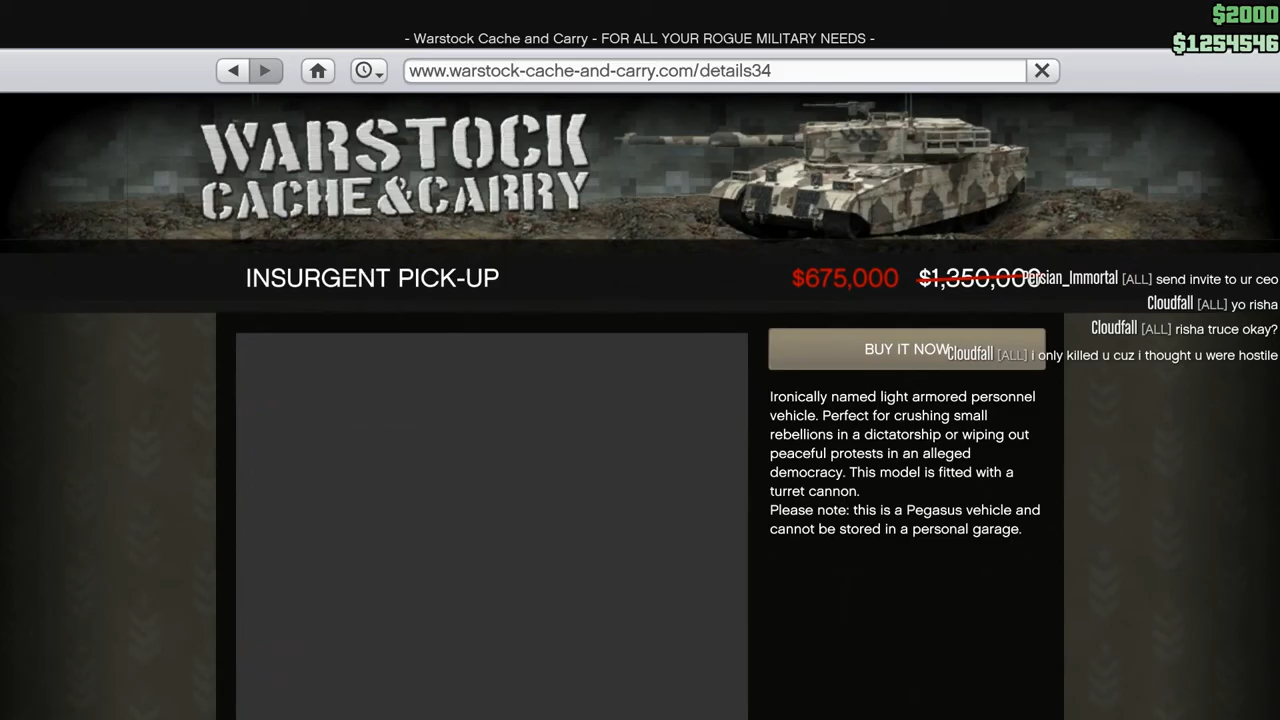 $2000
- Warstock Cache and Carry - FOR ALL YOUR ROGUE MILITARY NEEDS -
$1254546
www.warstock-cache-and-carry.com/details34
WARSTOCK
CACHE&CARRY
INSURGENT PICK-UP
$675,000 $1,350,000
Persian_Immortal [ALL] send invite to ur ceo
Cloudfall [ALL] yo risha
Cloudfall [ALL] risha truce okay?
BUY IT NOW
Cloudfall [ALL] i only killed u cuz i thought u were hostile
Ironically named light armored personnel
vehicle. Perfect for crushing small
rebellions in a dictatorship or wiping out
peaceful protests in an alleged
democracy. This model is fitted with a
turret cannon.
Please note: this is a Pegasus vehicle and
cannot be stored in a personal garage.